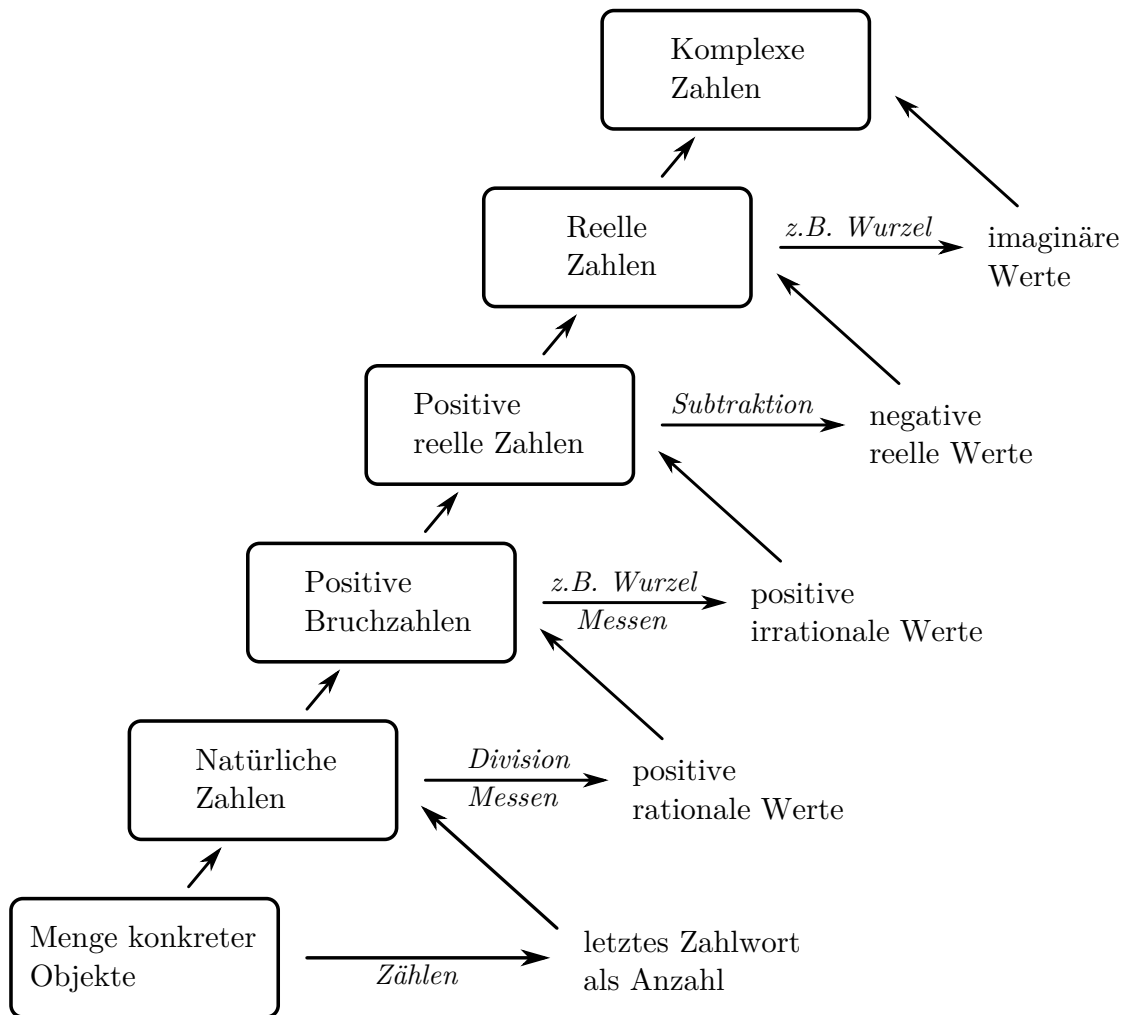 Komplexe
Zahlen
Reelle
Zahlen
z.B. Wurzel
imaginäre
Werte
Positive
reelle Zahlen
Subtraktion
negative
reelle Werte
Positive
Bruchzahlen
z.B. Wurzel
Messen
positive
irrationale Werte
Natürliche
Zahlen
Division
Messen
positive
rationale Werte
Menge konkreter
Objekte
Zählen
letztes Zahlwort
als Anzahl